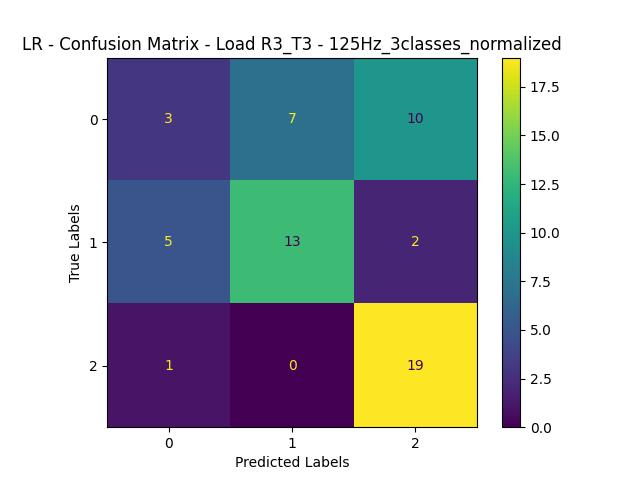 LR - Confusion Matrix - Load R3_T3 - 125Hz_3classes_normalized
0 3 7 10
1 5 13 2
2 1 0 19
0 1 2
True Labels
Predicted Labels
17.5
15.0
12.5
10.0
7.5
5.0
2.5
0.0